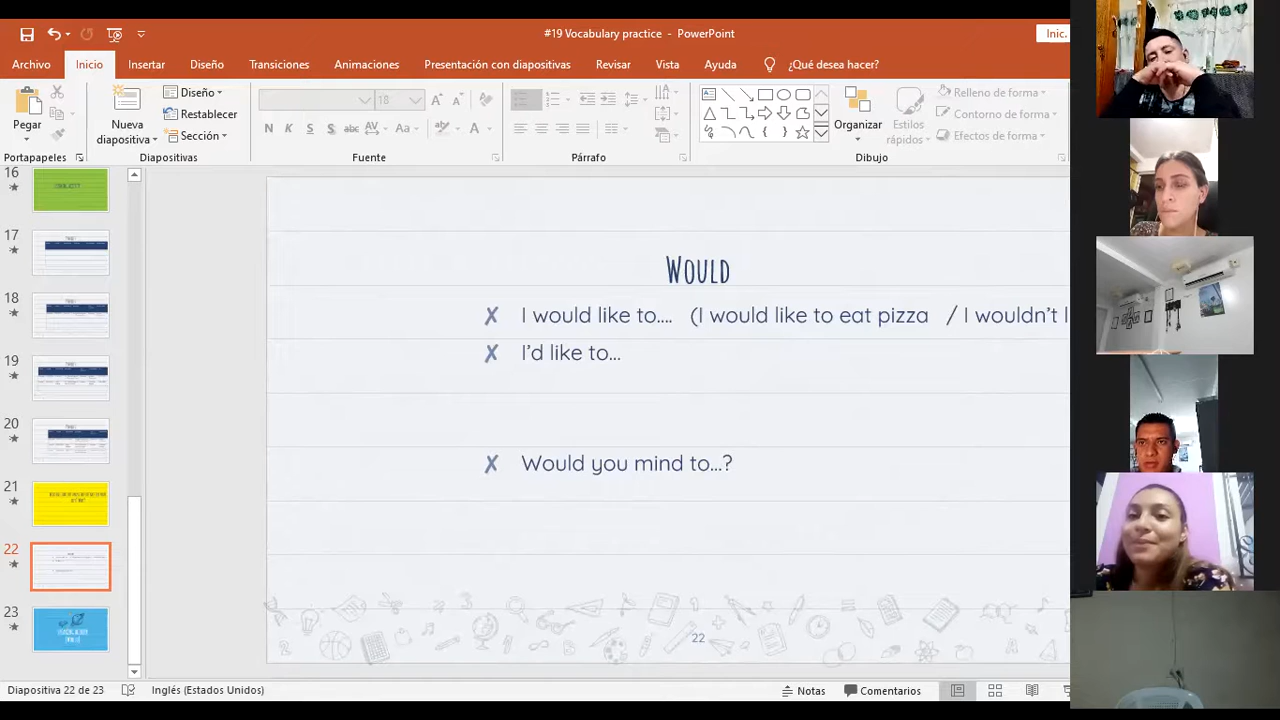 #19 Vocabulary practice - PowerPoint
Inic.
Archivo Inicio Insertar Diseño Transiciones Animaciones Presentación con diapositivas Revisar Vista Ayuda ¿Qué desea hacer?
Pegar
Portapapeles
Nueva diapositiva
Diseño
Restablecer
Sección
Diapositivas
18
N K S S abc AV Aa
Fuente
Párrafo
Organizar
Estilos rápidos
Relleno de forma
Contorno de forma
Efectos de forma
Dibujo
16
17
18
19
20
21
22
23
Would
I would like to.... (I would like to eat pizza / I wouldn't l
I'd like to...
Would you mind to...?
22
Diapositiva 22 de 23 Inglés (Estados Unidos) Notas Comentarios